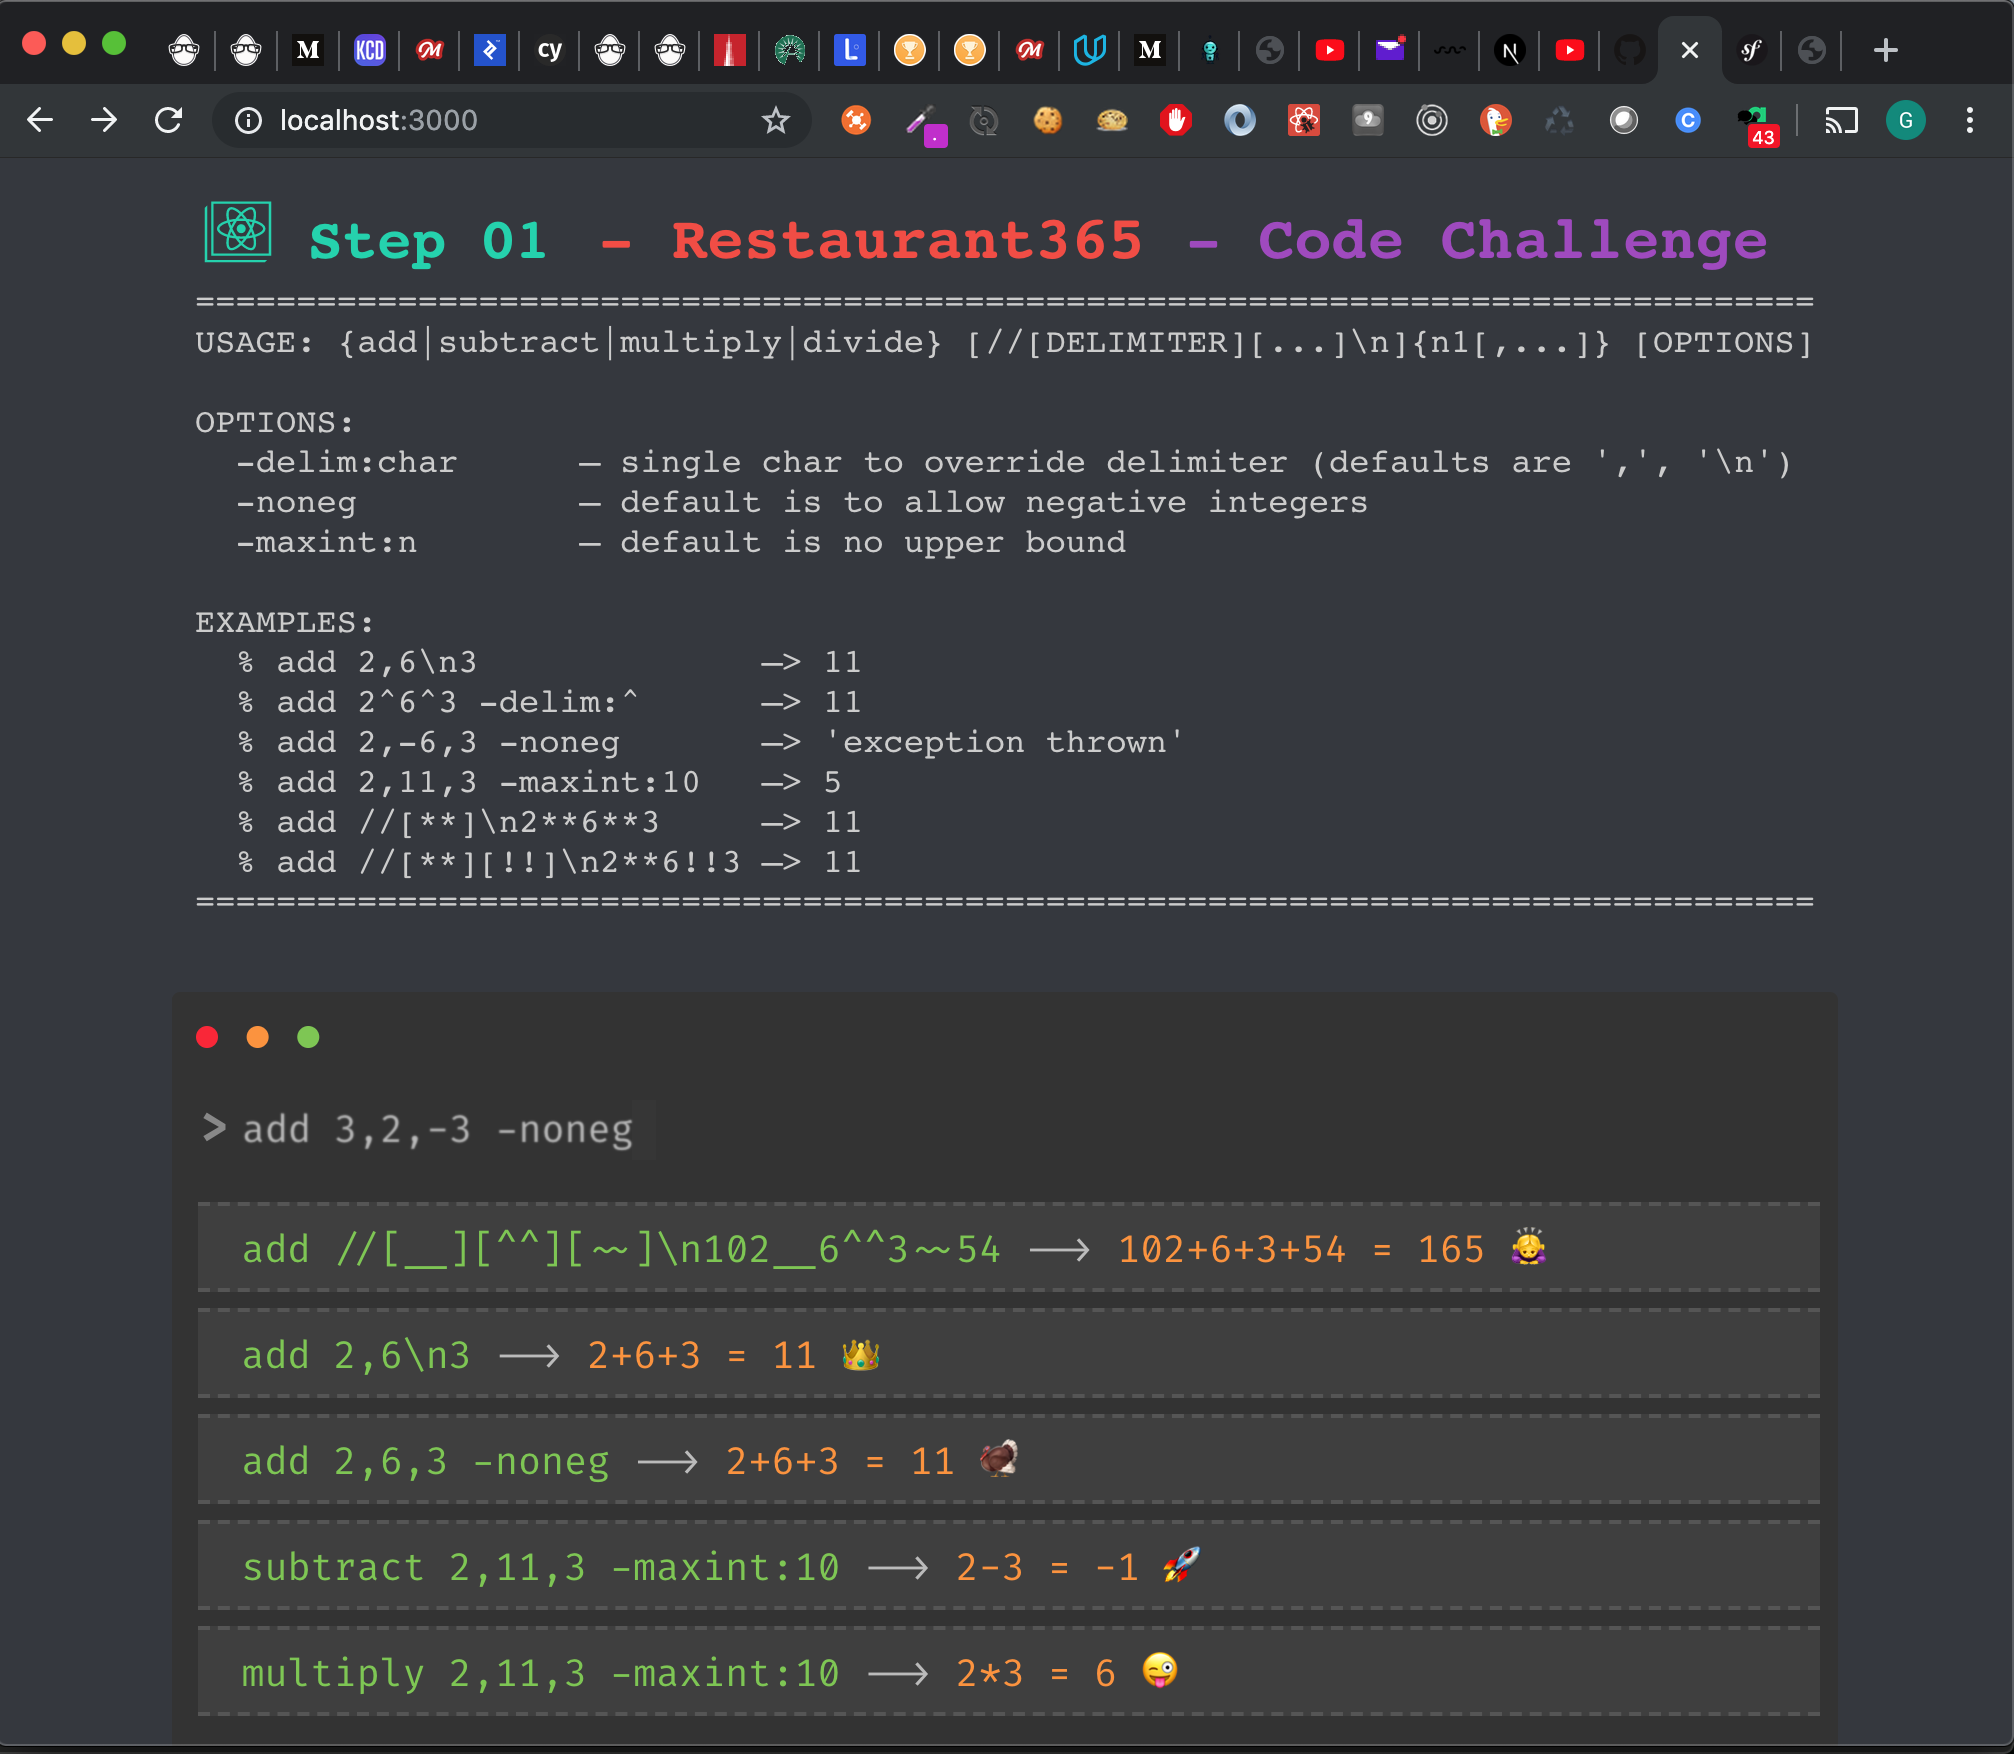 M KCD M cy L M U M N sf
localhost:3000
9 C 43 G
Step 01 - Restaurant365 - Code Challenge
================================================================================
USAGE: {add|subtract|multiply|divide} [//[DELIMITER][...]\n]{n1[,...]} [OPTIONS]
OPTIONS:
-delim:char – single char to override delimiter (defaults are ',', '\n')
-noneg – default is to allow negative integers
-maxint:n – default is no upper bound
EXAMPLES:
% add 2,6\n3 —> 11
% add 2^6^3 -delim:^ —> 11
% add 2,-6,3 -noneg —> 'exception thrown'
% add 2,11,3 -maxint:10 —> 5
% add //[**]\n2**6**3 —> 11
% add //[**][!!]\n2**6!!3 —> 11
================================================================================
> add 3,2,-3 -noneg
add //[__][^^][~~]\n102__6^^3~~54 ⟶ 102+6+3+54 = 165 🙇‍♀️
add 2,6\n3 ⟶ 2+6+3 = 11 👑
add 2,6,3 -noneg ⟶ 2+6+3 = 11 🦃
subtract 2,11,3 -maxint:10 ⟶ 2-3 = -1 🚀
multiply 2,11,3 -maxint:10 ⟶ 2*3 = 6 😜